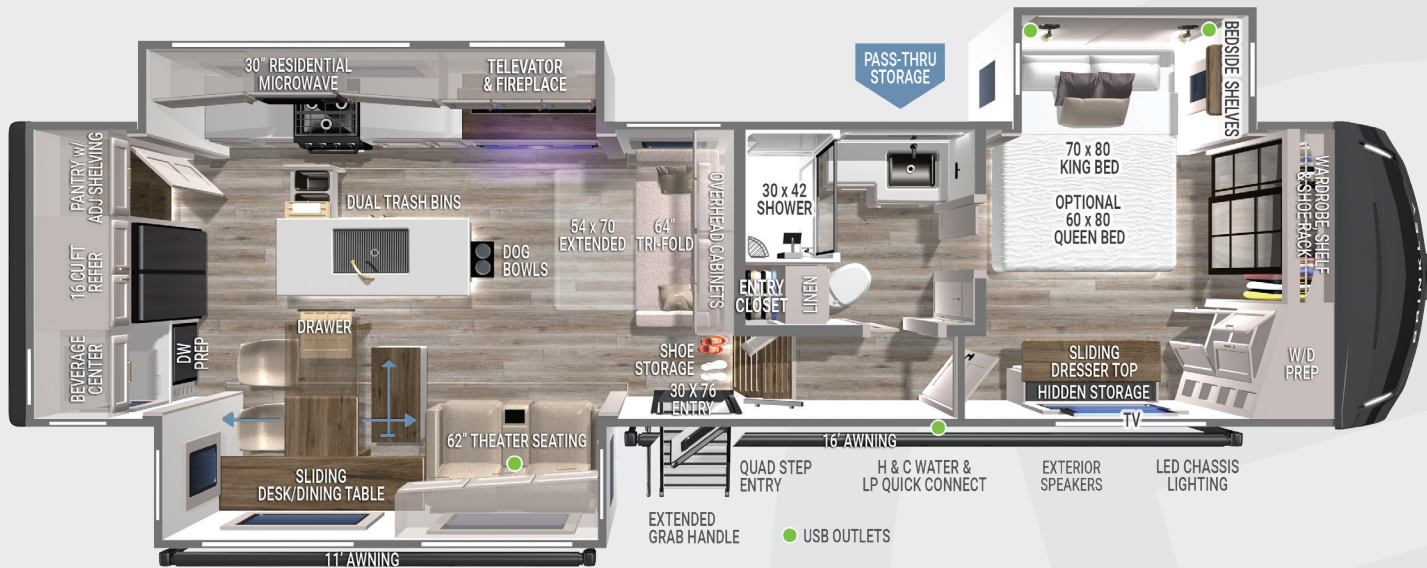 30" RESIDENTIAL
MICROWAVE
TELEVATOR
& FIREPLACE
PASS-THRU
STORAGE
BEDSIDE SHELVES
PANTRY w/
ADJ SHELVING
DUAL TRASH BINS
54 x 70
EXTENDED
64"
TRI-FOLD
OVERHEAD CABINETS
30 x 42
SHOWER
70 x 80
KING BED
OPTIONAL
60 x 80
QUEEN BED
WARDROBE SHELF
& SHOE RACK
16 CU FT
REFER
DOG
BOWLS
ENTRY
CLOSET
LINEN
DRAWER
BEVERAGE
CENTER
DW
PREP
SHOE
STORAGE
30 X 76
ENTRY
SLIDING
DRESSER TOP
HIDDEN STORAGE
TV
W/D
PREP
62" THEATER SEATING
SLIDING
DESK/DINING TABLE
16' AWNING
QUAD STEP
ENTRY
H & C WATER &
LP QUICK CONNECT
EXTERIOR
SPEAKERS
LED CHASSIS
LIGHTING
EXTENDED
GRAB HANDLE
USB OUTLETS
11' AWNING